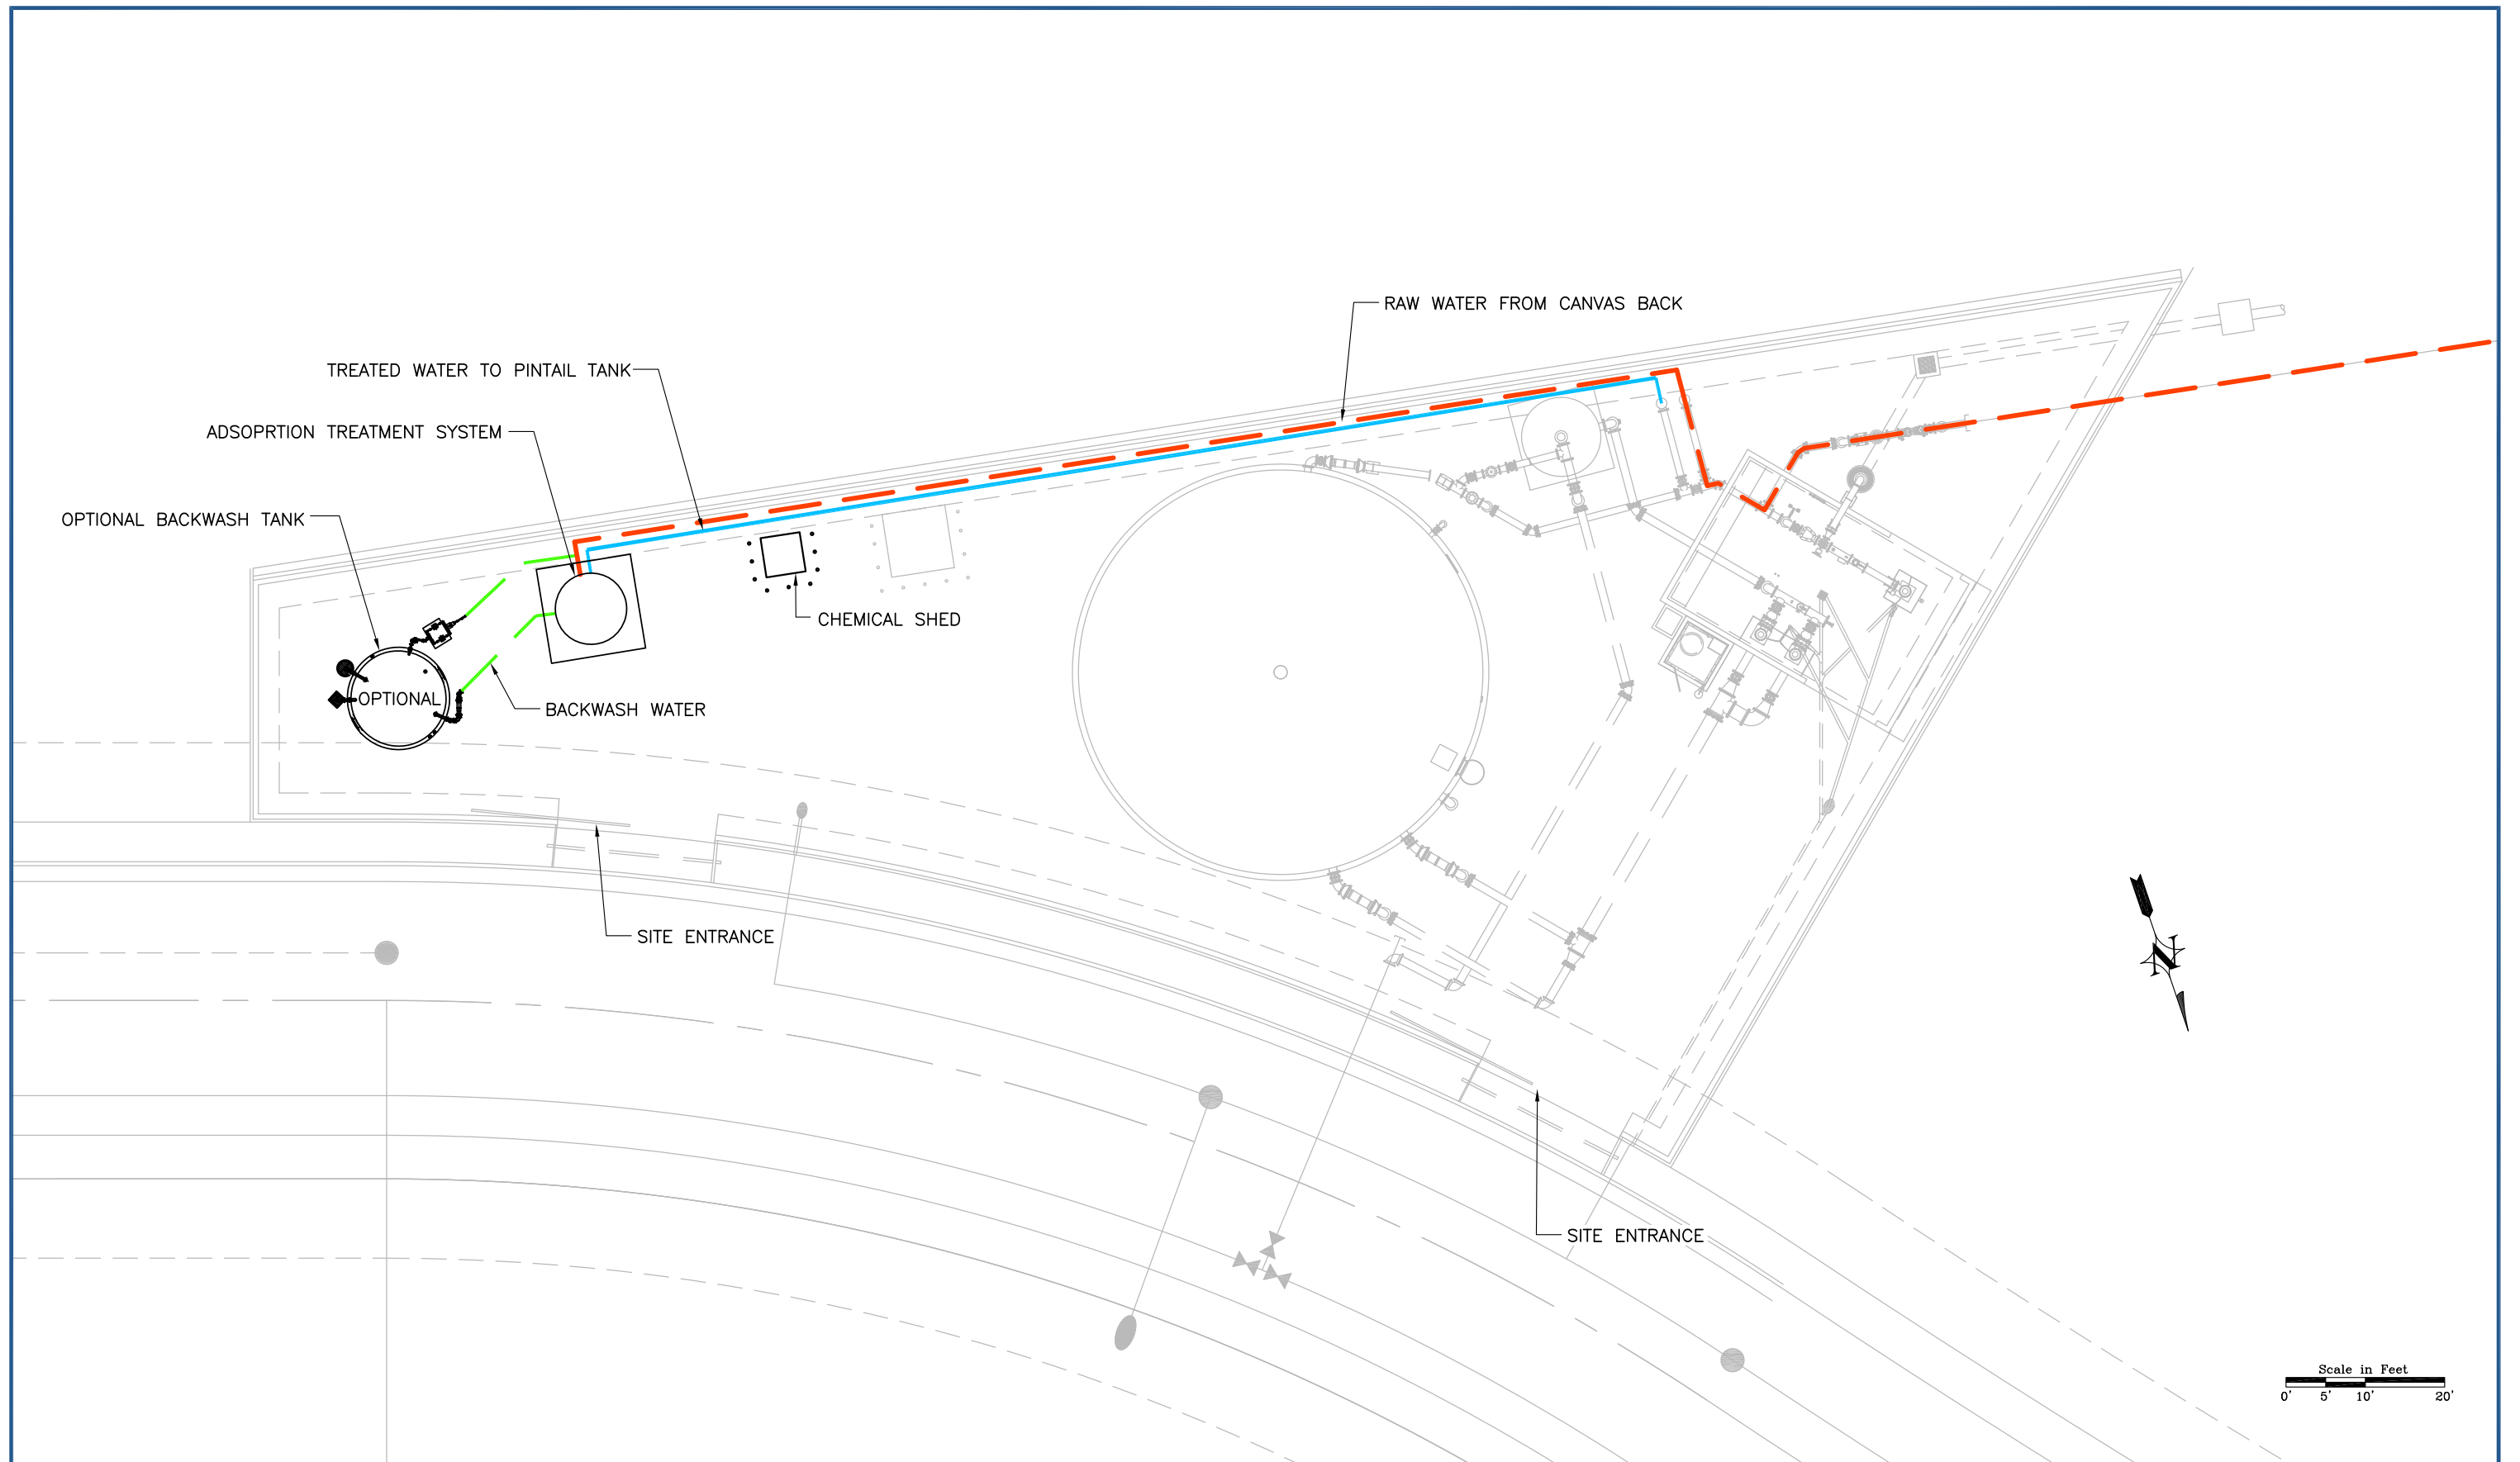 RAW WATER FROM CANVAS BACK
TREATED WATER TO PINTAIL TANK
ADSOPRTION TREATMENT SYSTEM
OPTIONAL BACKWASH TANK
CHEMICAL SHED
OPTIONAL
BACKWASH WATER
SITE ENTRANCE
N
SITE ENTRANCE
Scale in Feet
0' 5' 10' 20'